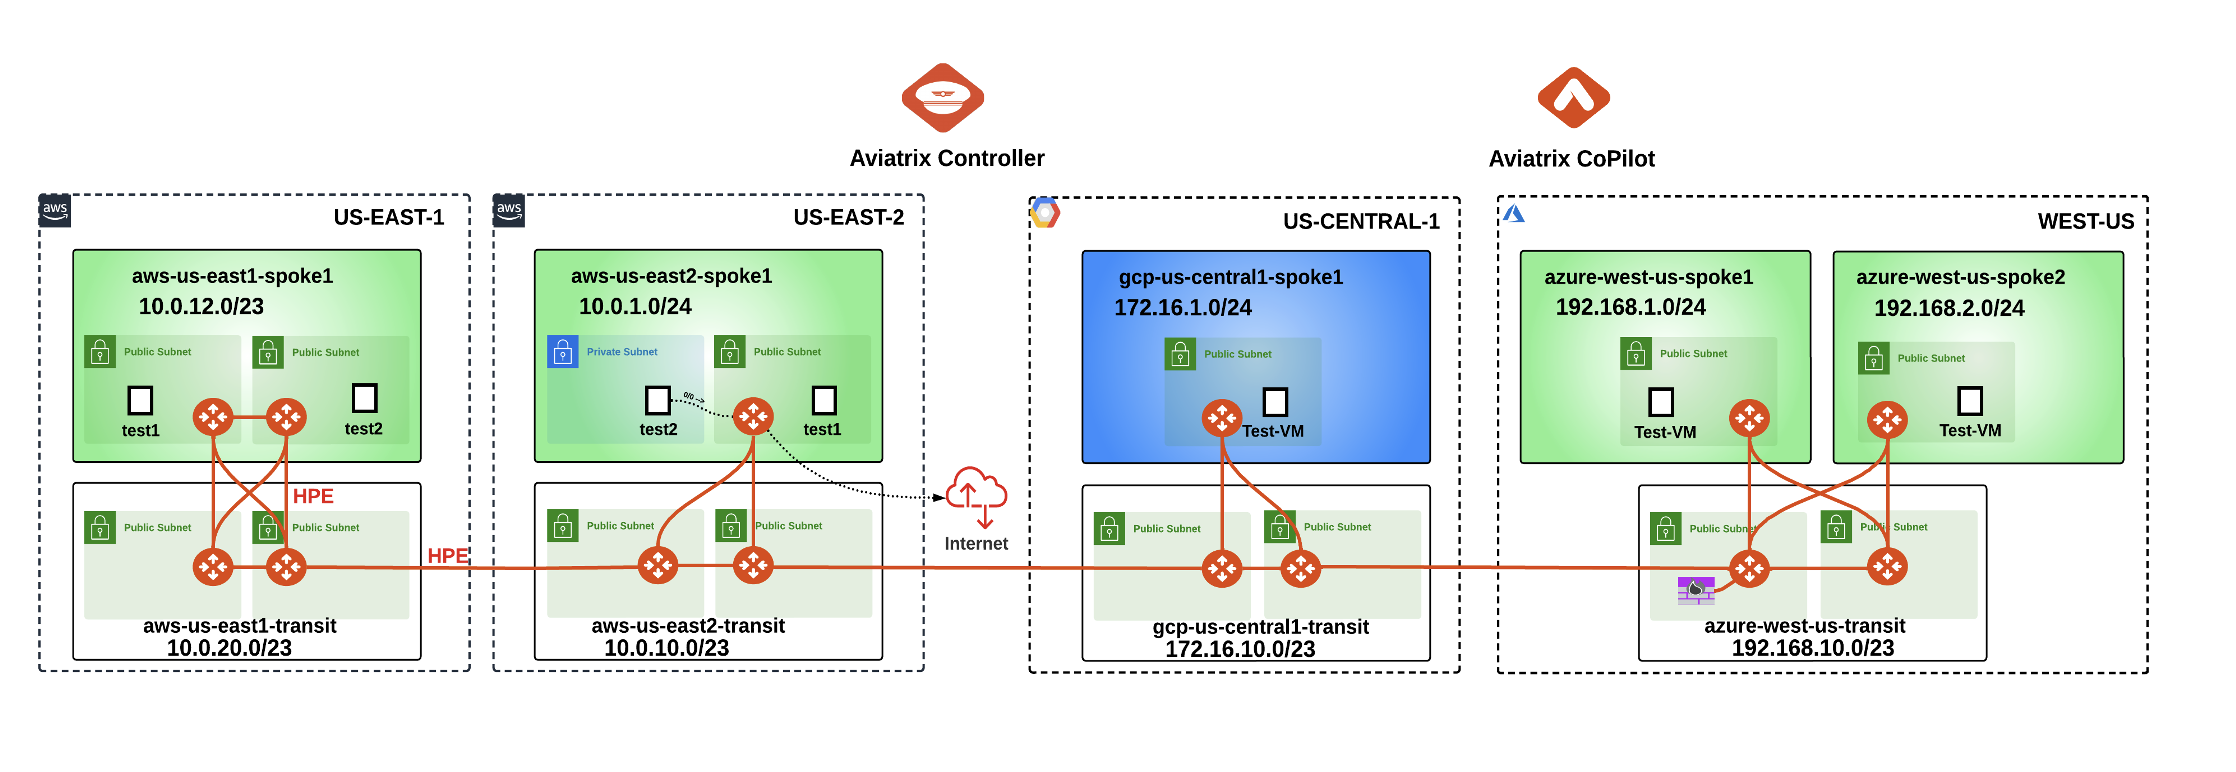 Aviatrix Controller
Aviatrix CoPilot
aws
US-EAST-1
aws-us-east1-spoke1
10.0.12.0/23
Public Subnet
Public Subnet
test1
test2
HPE
Public Subnet
Public Subnet
HPE
aws-us-east1-transit
10.0.20.0/23
aws
US-EAST-2
aws-us-east2-spoke1
10.0.1.0/24
Private Subnet
Public Subnet
0/0 -->
test2
test1
Internet
Public Subnet
Public Subnet
aws-us-east2-transit
10.0.10.0/23
US-CENTRAL-1
gcp-us-central1-spoke1
172.16.1.0/24
Public Subnet
Test-VM
Public Subnet
Public Subnet
gcp-us-central1-transit
172.16.10.0/23
WEST-US
azure-west-us-spoke1
192.168.1.0/24
Public Subnet
Test-VM
azure-west-us-spoke2
192.168.2.0/24
Public Subnet
Test-VM
Public Subnet
Public Subnet
azure-west-us-transit
192.168.10.0/23